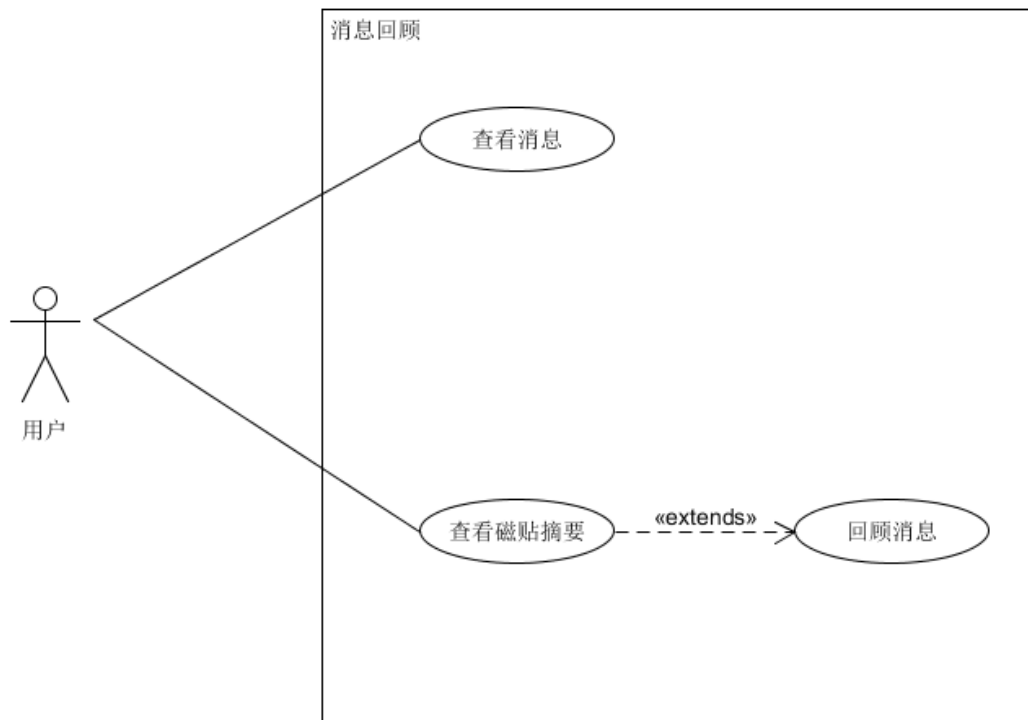 消息回顾
查看消息
用户
查看磁贴摘要
«extends»
回顾消息